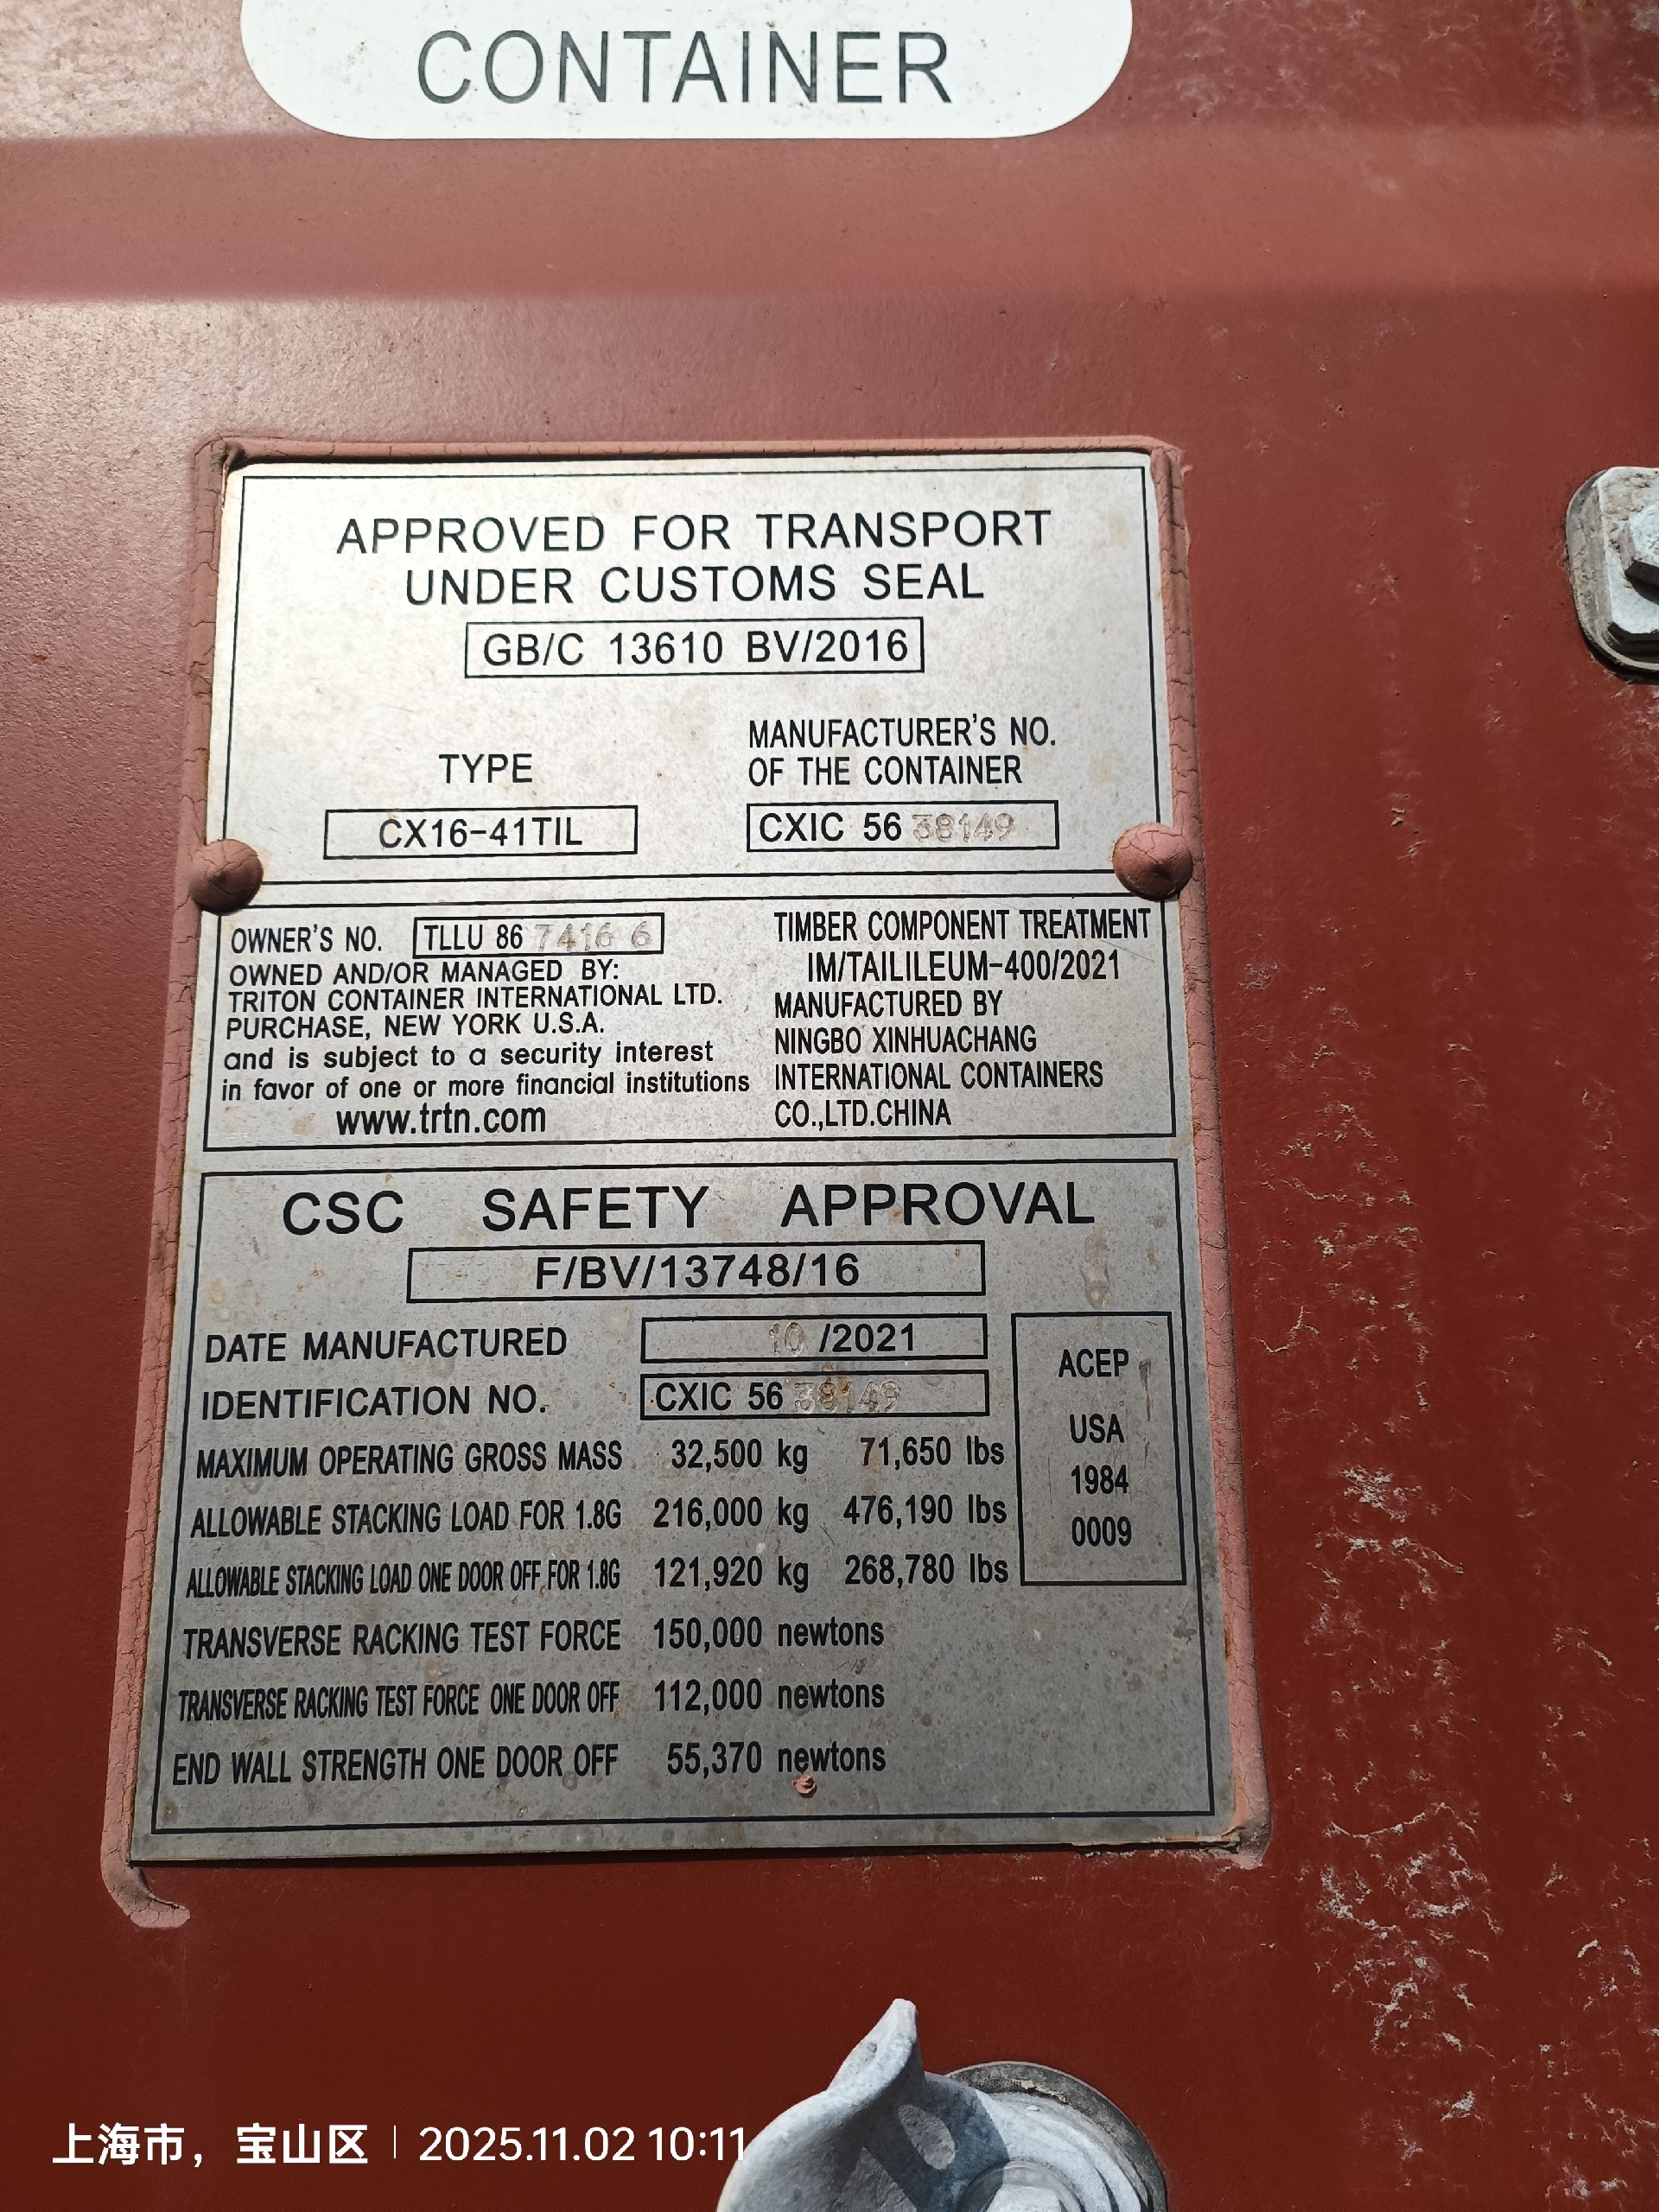 CONTAINER
APPROVED FOR TRANSPORT
UNDER CUSTOMS SEAL
GB/C 13610 BV/2016
TYPE
CX16-41TIL
MANUFACTURER'S NO.
OF THE CONTAINER
CXIC 56 38149
OWNER'S NO. TLLU 86 7416 6
OWNED AND/OR MANAGED BY:
TRITON CONTAINER INTERNATIONAL LTD.
PURCHASE, NEW YORK U.S.A.
and is subject to a security interest
in favor of one or more financial institutions
www.trtn.com
TIMBER COMPONENT TREATMENT
IM/TAILILEUM-400/2021
MANUFACTURED BY
NINGBO XINHUACHANG
INTERNATIONAL CONTAINERS
CO.,LTD.CHINA
CSC SAFETY APPROVAL
F/BV/13748/16
DATE MANUFACTURED 10 /2021
IDENTIFICATION NO. CXIC 56 38149
MAXIMUM OPERATING GROSS MASS 32,500 kg 71,650 lbs
ALLOWABLE STACKING LOAD FOR 1.8G 216,000 kg 476,190 lbs
ALLOWABLE STACKING LOAD ONE DOOR OFF FOR 1.8G 121,920 kg 268,780 lbs
TRANSVERSE RACKING TEST FORCE 150,000 newtons
TRANSVERSE RACKING TEST FORCE ONE DOOR OFF 112,000 newtons
END WALL STRENGTH ONE DOOR OFF 55,370 newtons
ACEP
USA
1984
0009
上海市，宝山区 | 2025.11.02 10:11